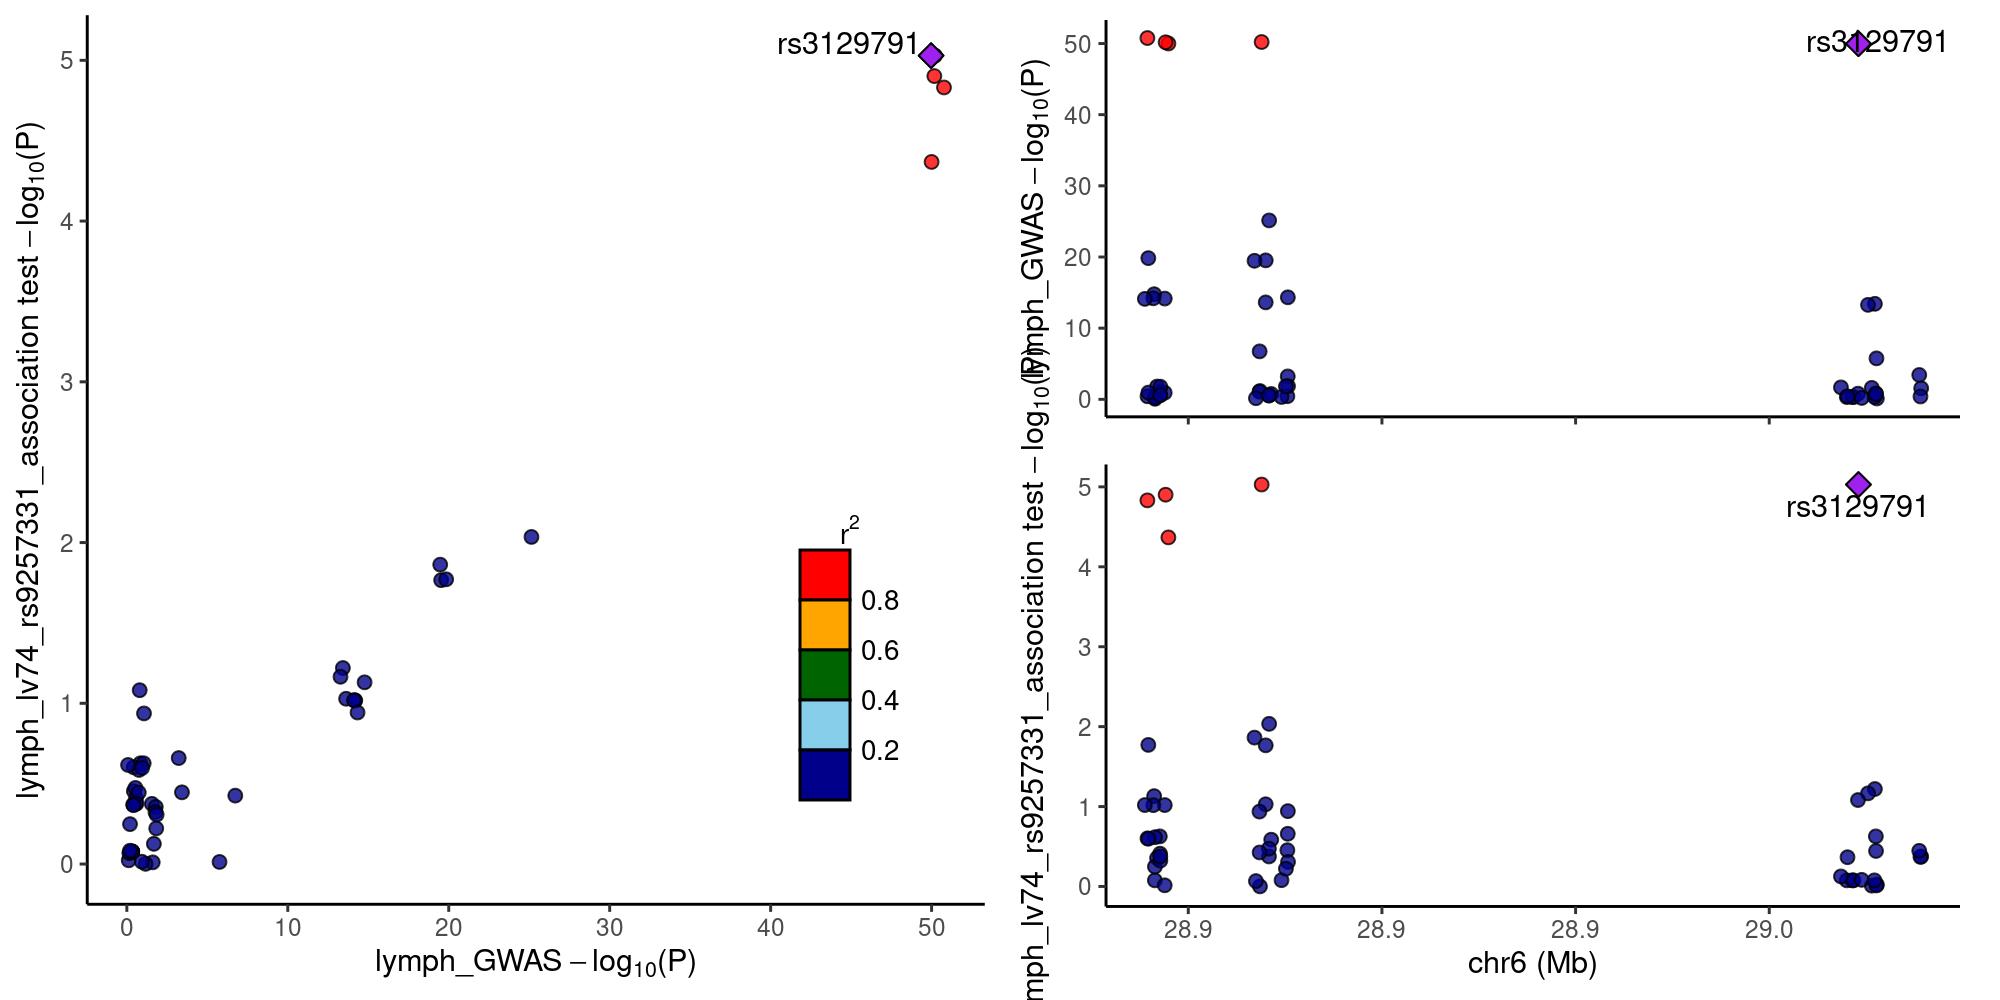 lymph_lv74_rs9257331_association test −log10(P)
5
4
3
2
1
0
rs3129791
r2
0.8
0.6
0.4
0.2
0 10 20 30 40 50
lymph_GWAS −log10(P)
lymph_GWAS −log10(P)
50
40
30
20
10
0
rs3129791
mph_lv74_rs9257331_association test −log10(P)
5
4
3
2
1
0
rs3129791
28.9 28.9 28.9 29.0
chr6 (Mb)